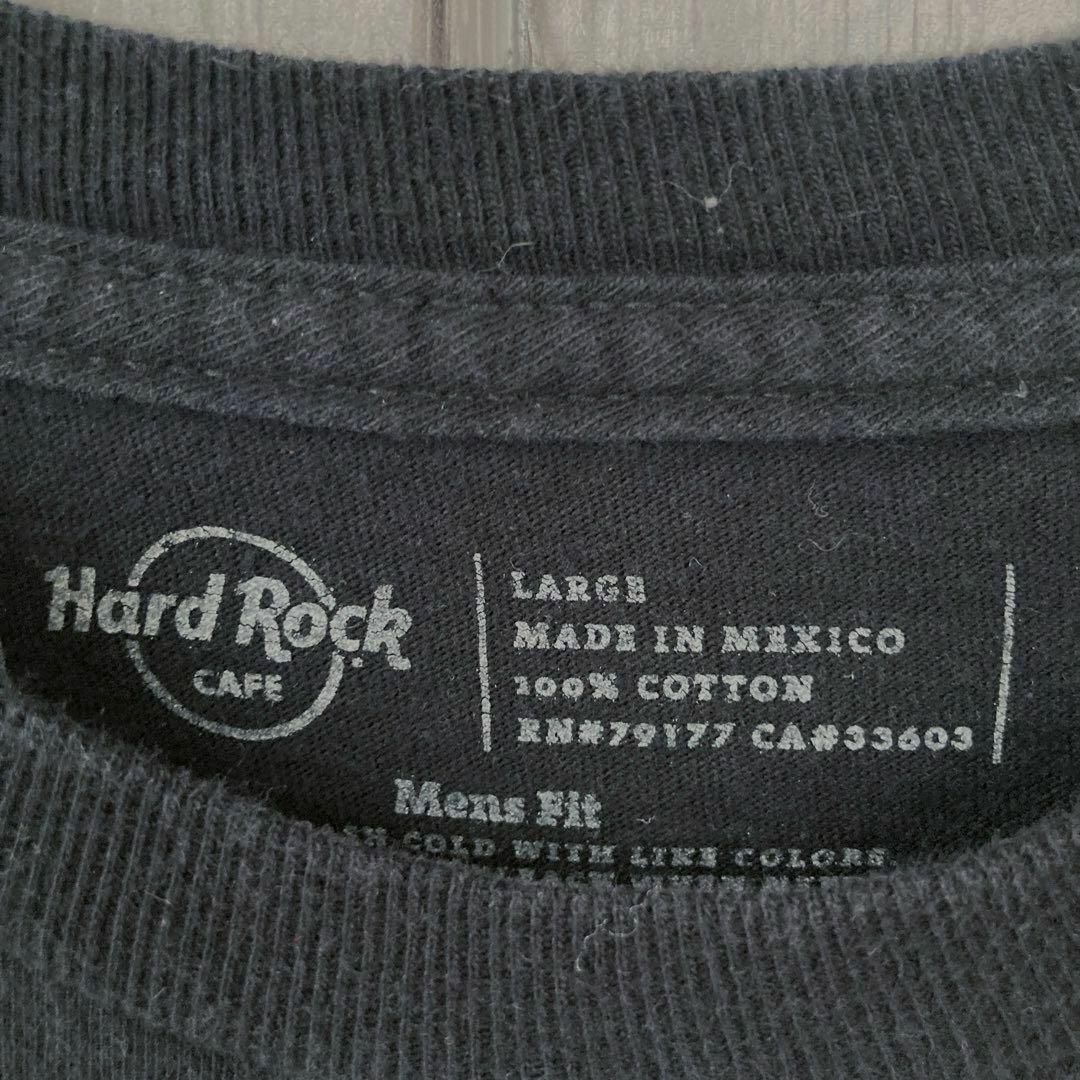 Hard Rock
CAFE
LARGE
MADE IN MEXICO
100% COTTON
RN#79177 CA#33603
Mens Fit
COLD WITH LIKE COLORS.